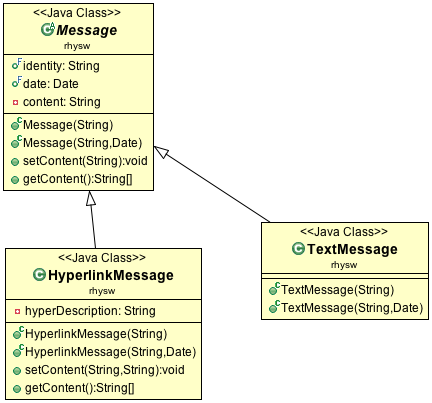 <<Java Class>>
Message
rhysw
identity: String
date: Date
content: String
Message(String)
Message(String,Date)
setContent(String):void
getContent():String[]
<<Java Class>>
HyperlinkMessage
rhysw
hyperDescription: String
HyperlinkMessage(String)
HyperlinkMessage(String,Date)
setContent(String,String):void
getContent():String[]
<<Java Class>>
TextMessage
rhysw
TextMessage(String)
TextMessage(String,Date)